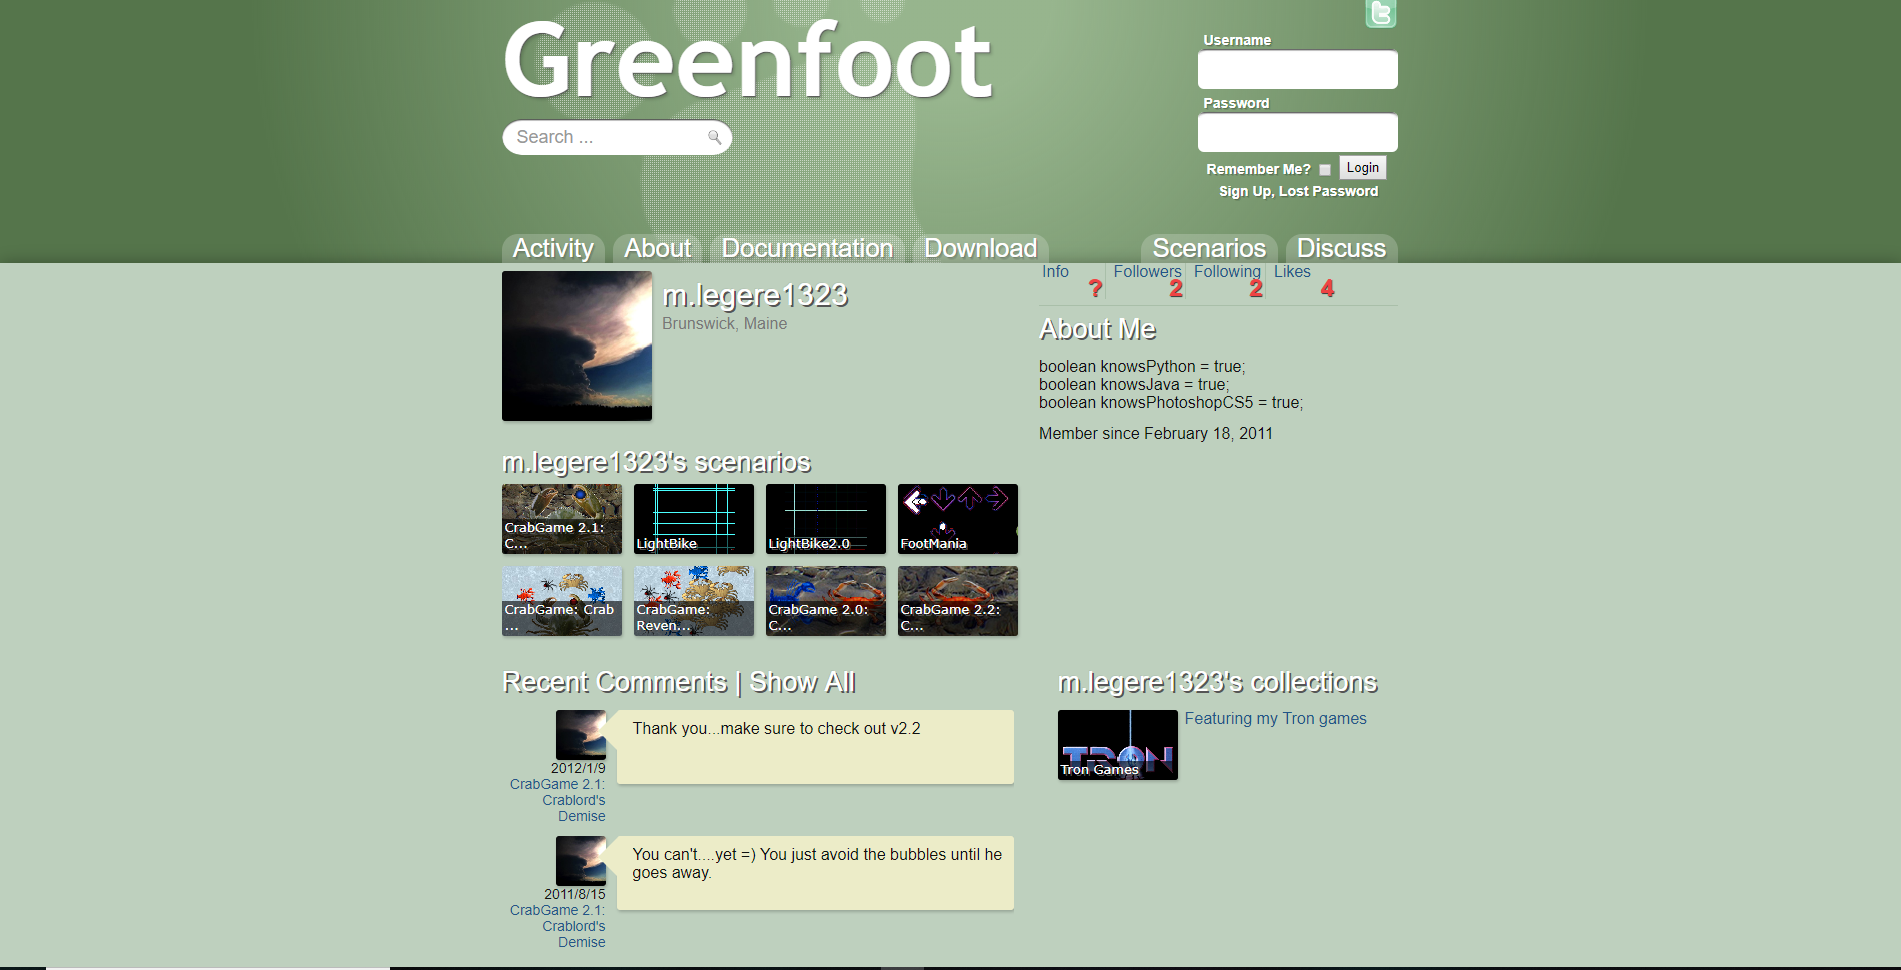 Greenfoot
Username
Password
Search ...
Remember Me? Login
Sign Up, Lost Password
Activity About Documentation Download Scenarios Discuss
m.legere1323
Brunswick, Maine
Info ? Followers 2 Following 2 Likes 4
About Me
boolean knowsPython = true;
boolean knowsJava = true;
boolean knowsPhotoshopCS5 = true;
Member since February 18, 2011
m.legere1323's scenarios
CrabGame 2.1:
C...
LightBike
LightBike2.0
FootMania
CrabGame: Crab
...
CrabGame:
Reven...
CrabGame 2.0:
C...
CrabGame 2.2:
C...
Recent Comments | Show All
Thank you...make sure to check out v2.2
2012/1/9
CrabGame 2.1:
Crablord's
Demise
You can't....yet =) You just avoid the bubbles until he
goes away.
2011/8/15
CrabGame 2.1:
Crablord's
Demise
m.legere1323's collections
TRON
Tron Games
Featuring my Tron games